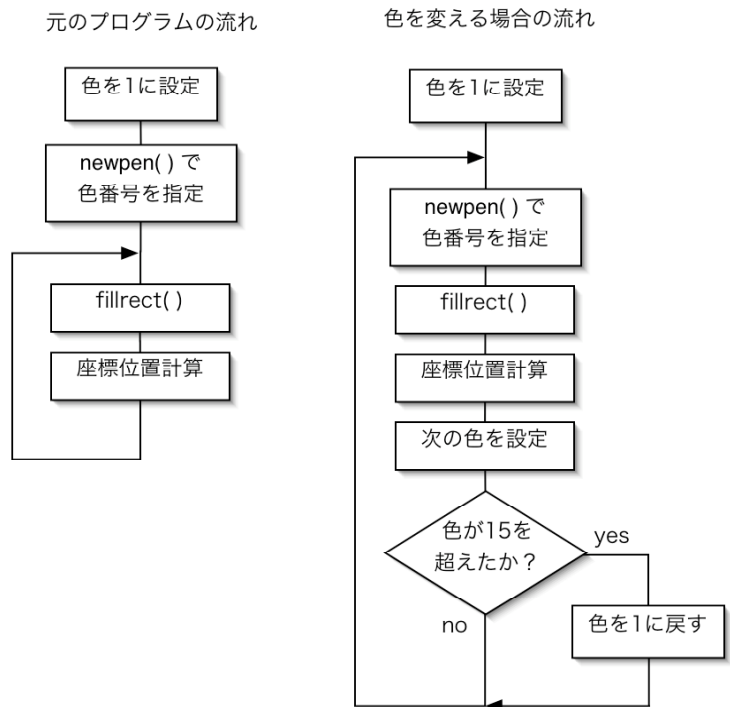 元のプログラムの流れ
色を1に設定
newpen( ) で
色番号を指定
fillrect( )
座標位置計算
色を変える場合の流れ
色を1に設定
newpen( ) で
色番号を指定
fillrect( )
座標位置計算
次の色を設定
色が15を
超えたか？
yes
no
色を1に戻す